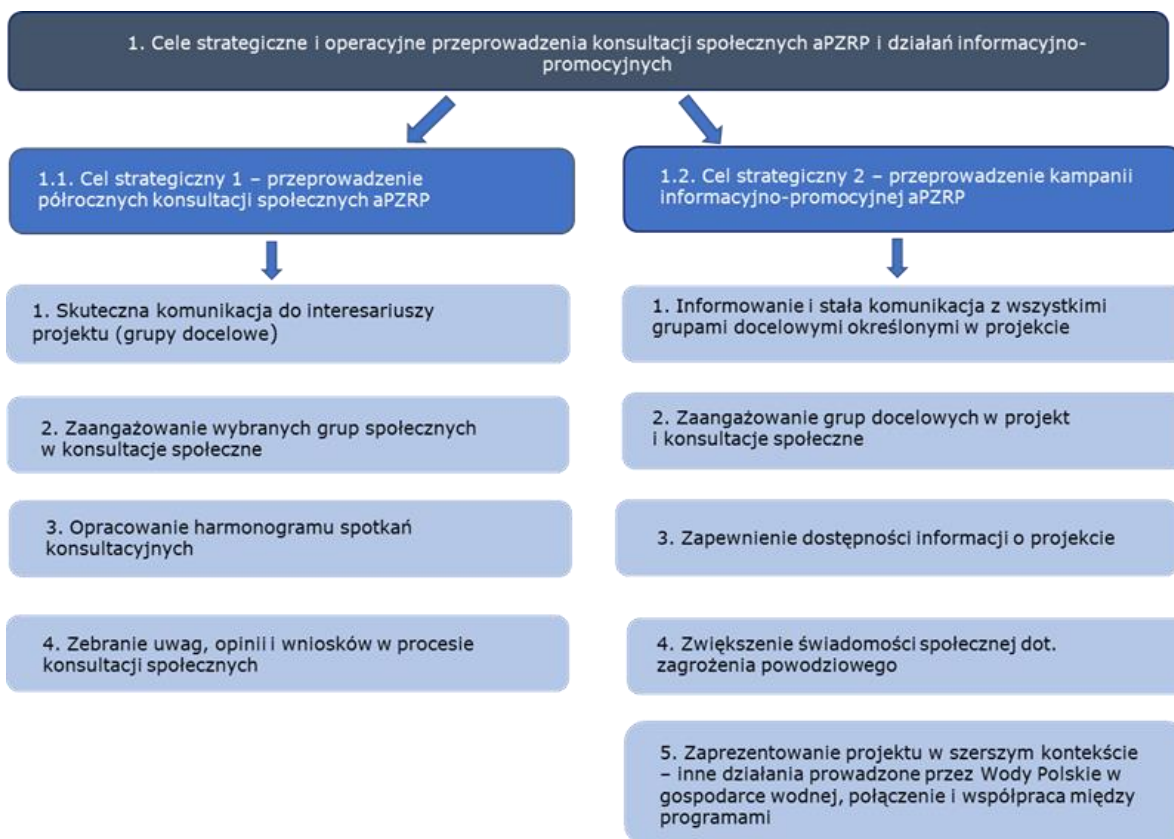 1. Cele strategiczne i operacyjne przeprowadzenia konsultacji społecznych aPZRP i działań informacyjno-
promocyjnych
1.1. Cel strategiczny 1 – przeprowadzenie
półrocznych konsultacji społecznych aPZRP
1. Skuteczna komunikacja do interesariuszy
projektu (grupy docelowe)
2. Zaangażowanie wybranych grup społecznych
w konsultacje społeczne
3. Opracowanie harmonogramu spotkań
konsultacyjnych
4. Zebranie uwag, opinii i wniosków w procesie
konsultacji społecznych
1.2. Cel strategiczny 2 – przeprowadzenie kampanii
informacyjno-promocyjnej aPZRP
1. Informowanie i stała komunikacja z wszystkimi
grupami docelowymi określonymi w projekcie
2. Zaangażowanie grup docelowych w projekt
i konsultacje społeczne
3. Zapewnienie dostępności informacji o projekcie
4. Zwiększenie świadomości społecznej dot.
zagrożenia powodziowego
5. Zaprezentowanie projektu w szerszym kontekście
– inne działania prowadzone przez Wody Polskie w
gospodarce wodnej, połączenie i współpraca między
programami